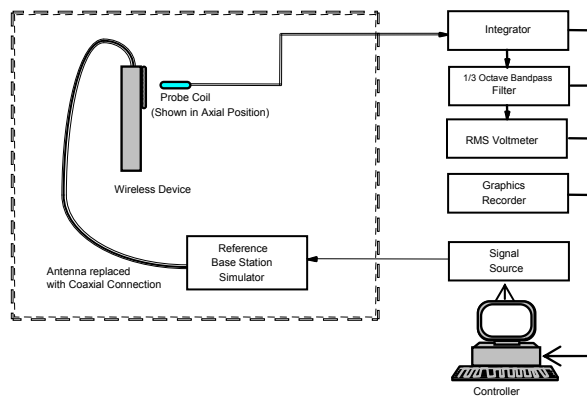 Integrator
1/3 Octave Bandpass
Filter
RMS Voltmeter
Graphics
Recorder
Signal
Source
Controller
Probe Coil
(Shown in Axial Position)
Wireless Device
Reference
Base Station
Simulator
Antenna replaced
with Coaxial Connection